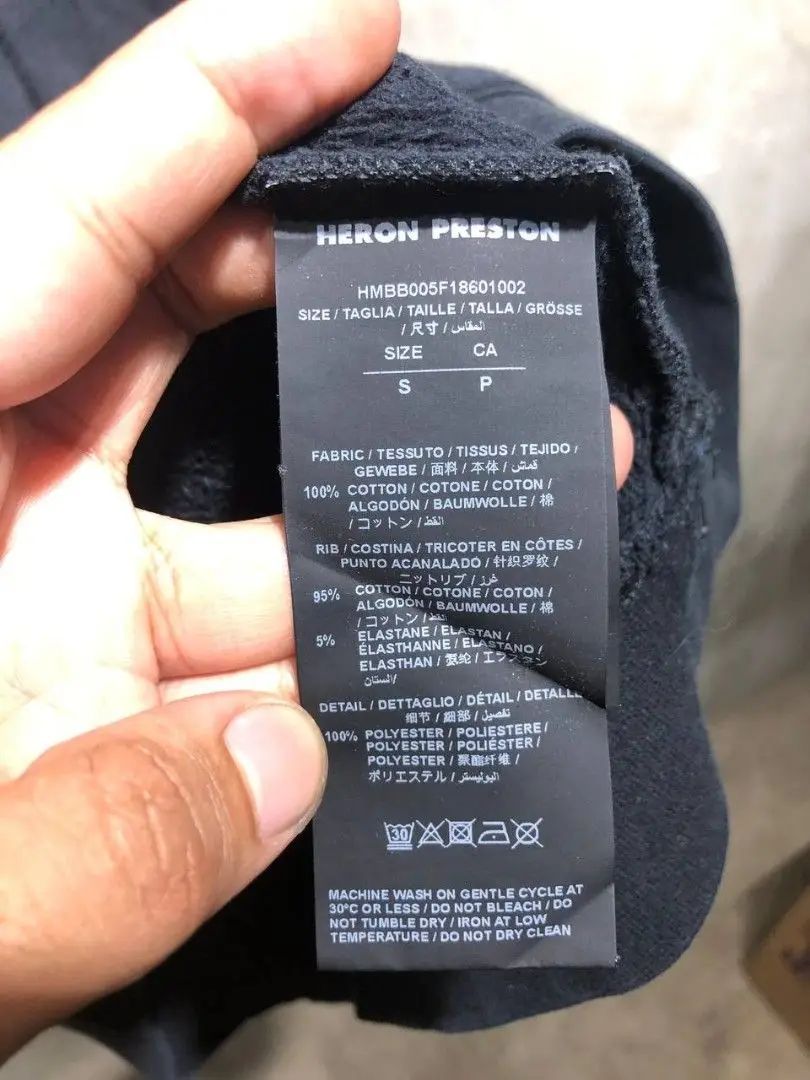 HERON PRESTON
HMBB005F18601002
SIZE / TAGLIA / TAILLE / TALLA / GRÖSSE
/ 尺寸 / المقاس
SIZE CA
S P
FABRIC / TESSUTO / TISSUS / TEJIDO /
GEWEBE / 面料 / 本体 / قماش
100% COTTON / COTONE / COTON /
ALGODÓN / BAUMWOLLE / 棉
/ コットン / القط
RIB / COSTINA / TRICOTER EN CÔTES /
PUNTO ACANALADO / 针织罗纹 /
ニットリブ / خرز
95% COTTON / COTONE / COTON /
ALGODÓN / BAUMWOLLE / 棉
/ コットン / القط
5% ELASTANE / ELASTAN /
ÉLASTHANNE / ELASTANO /
ELASTHAN / 氨纶 / エラスタン
/الستان
DETAIL / DETTAGLIO / DÉTAIL / DETALLE
细节 / 細部 / تفصيل
100% POLYESTER / POLIESTERE /
POLYESTER / POLIÉSTER /
POLYESTER / 聚酯纤维 /
ポリエステル / البوليستر
30
MACHINE WASH ON GENTLE CYCLE AT
30°C OR LESS / DO NOT BLEACH / DO
NOT TUMBLE DRY / IRON AT LOW
TEMPERATURE / DO NOT DRY CLEAN